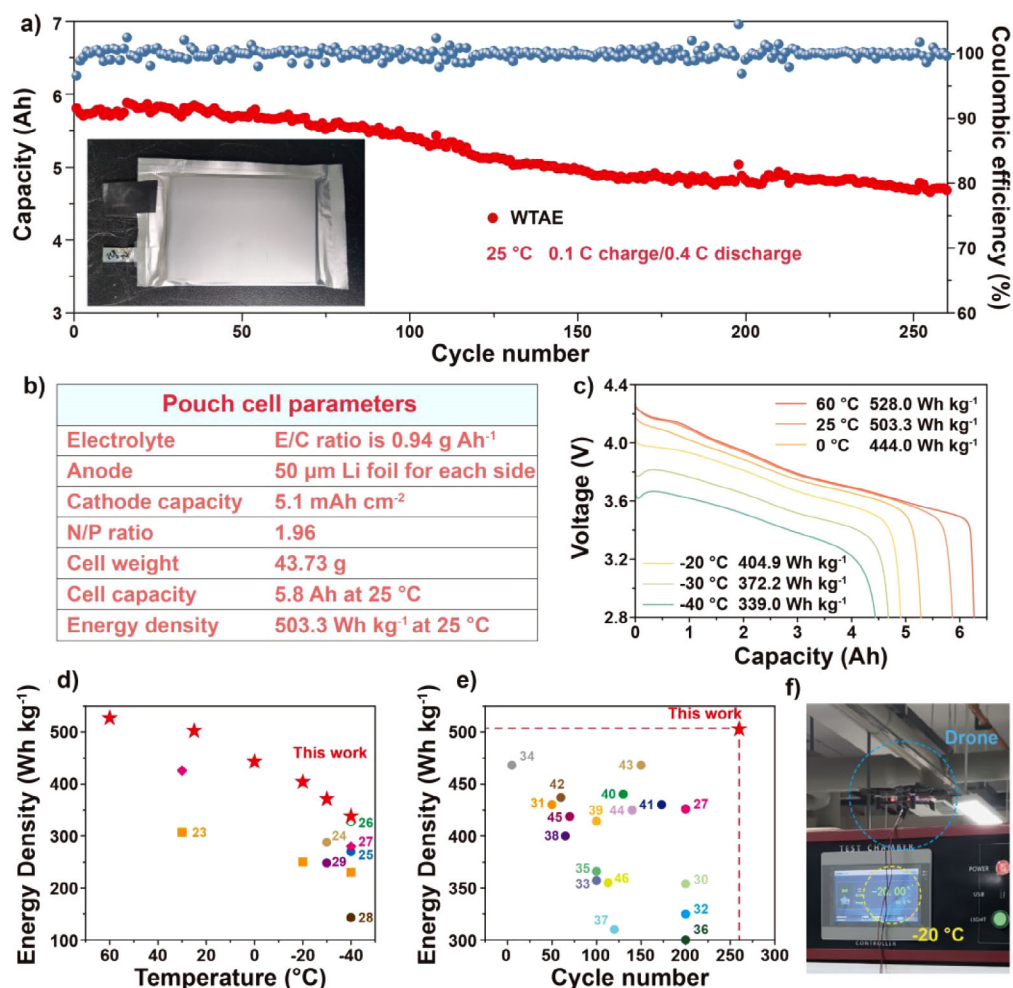 a)
7
6
5
4
3
Capacity (Ah)
100
90
80
70
60
Coulombic efficiency (%)
WTAE
25 °C 0.1 C charge/0.4 C discharge
0 50 100 150 200 250
Cycle number
b)
Pouch cell parameters
Electrolyte E/C ratio is 0.94 g Ah⁻¹
Anode 50 μm Li foil for each side
Cathode capacity 5.1 mAh cm⁻²
N/P ratio 1.96
Cell weight 43.73 g
Cell capacity 5.8 Ah at 25 °C
Energy density 503.3 Wh kg⁻¹ at 25 °C
c)
4.4
4.0
3.6
3.2
2.8
Voltage (V)
60 °C 528.0 Wh kg⁻¹
25 °C 503.3 Wh kg⁻¹
0 °C 444.0 Wh kg⁻¹
-20 °C 404.9 Wh kg⁻¹
-30 °C 372.2 Wh kg⁻¹
-40 °C 339.0 Wh kg⁻¹
0 1 2 3 4 5 6
Capacity (Ah)
d)
Energy Density (Wh kg⁻¹)
500
400
300
200
100
This work
23
24
26
27
25
29
28
60 40 20 0 -20 -40
Temperature (°C)
e)
Energy Density (Wh kg⁻¹)
500
450
400
350
300
This work
34
43
42
40
31
41
27
44
39
45
38
35
33
46
30
32
37
36
0 50 100 150 200 250 300
Cycle number
f)
Drone
TEST CHAMBER
POWER
USB
-20.00
LIGHT
-20 °C
CONTROLLER